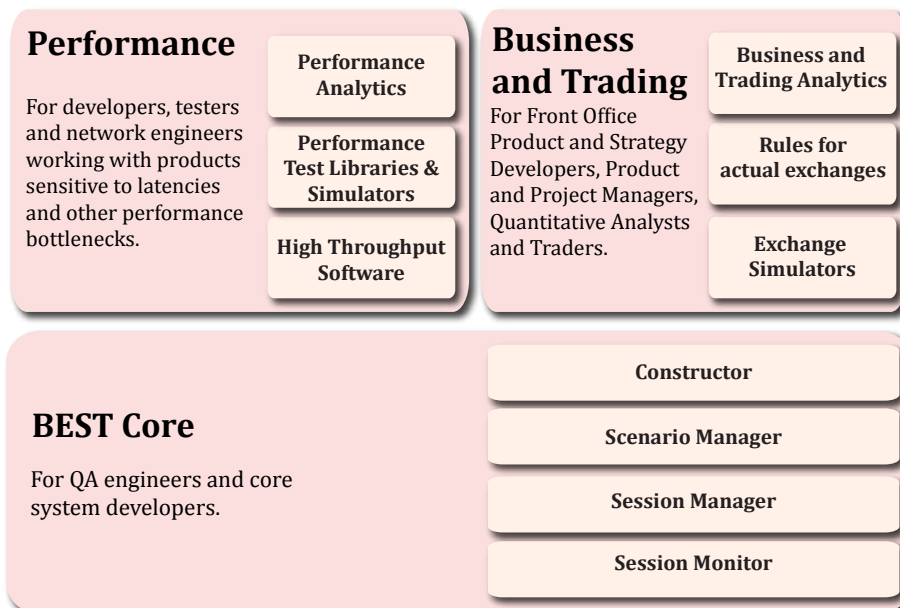 Performance
For developers, testers
and network engineers
working with products
sensitive to latencies
and other performance
bottlenecks.
Performance
Analytics
Performance
Test Libraries &
Simulators
High Throughput
Software
Business
and Trading
For Front Office
Product and Strategy
Developers, Product
and Project Managers,
Quantitative Analysts
and Traders.
Business and
Trading Analytics
Rules for
actual exchanges
Exchange
Simulators
BEST Core
For QA engineers and core
system developers.
Constructor
Scenario Manager
Session Manager
Session Monitor